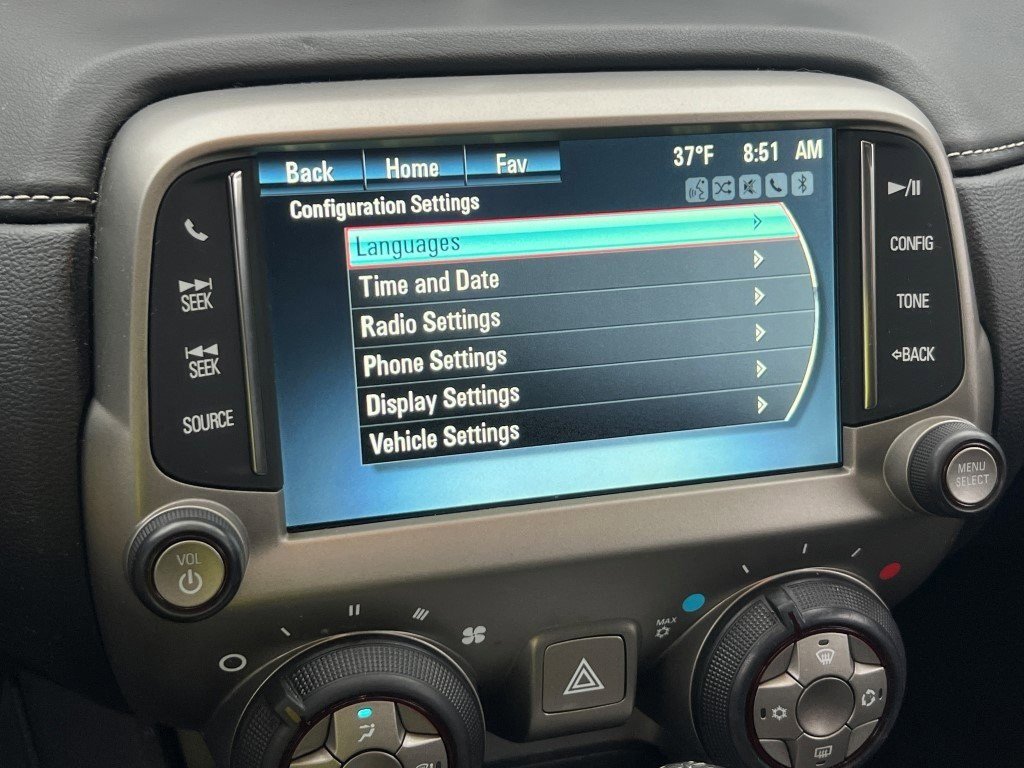 Back Home Fav 37°F 8:51 AM
Configuration Settings
Languages
Time and Date
Radio Settings
Phone Settings
Display Settings
Vehicle Settings
SEEK
SEEK
SOURCE
CONFIG
TONE
BACK
VOL
MENU
SELECT
MAX